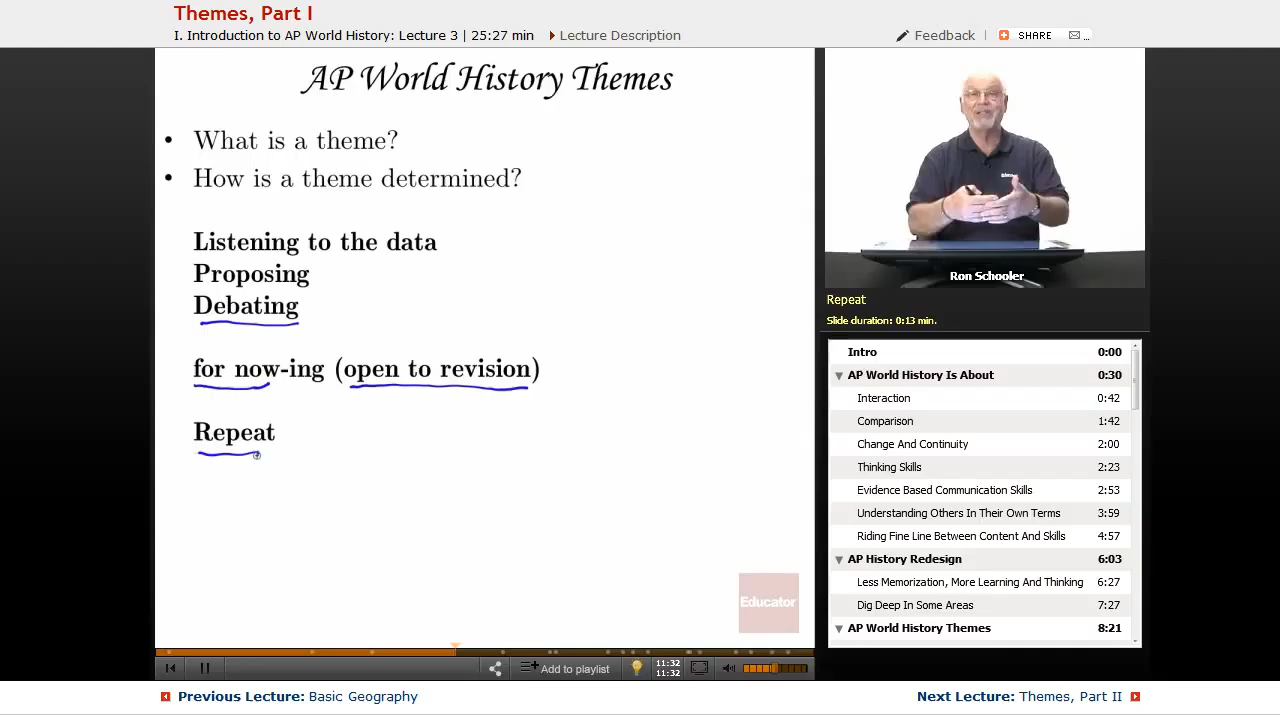 Themes, Part I
I. Introduction to AP World History: Lecture 3 | 25:27 min
Lecture Description
Feedback
SHARE
...
AP World History Themes
• What is a theme?
• How is a theme determined?
Listening to the data
Proposing
Debating
for now-ing (open to revision)
Repeat
Educator
Ron Schooler
Repeat
Slide duration: 0:13 min.
Intro 0:00
AP World History Is About 0:30
Interaction 0:42
Comparison 1:42
Change And Continuity 2:00
Thinking Skills 2:23
Evidence Based Communication Skills 2:53
Understanding Others In Their Own Terms 3:59
Riding Fine Line Between Content And Skills 4:57
AP History Redesign 6:03
Less Memorization, More Learning And Thinking 6:27
Dig Deep In Some Areas 7:27
AP World History Themes 8:21
Add to playlist
11:32
11:32
Previous Lecture: Basic Geography
Next Lecture: Themes, Part II